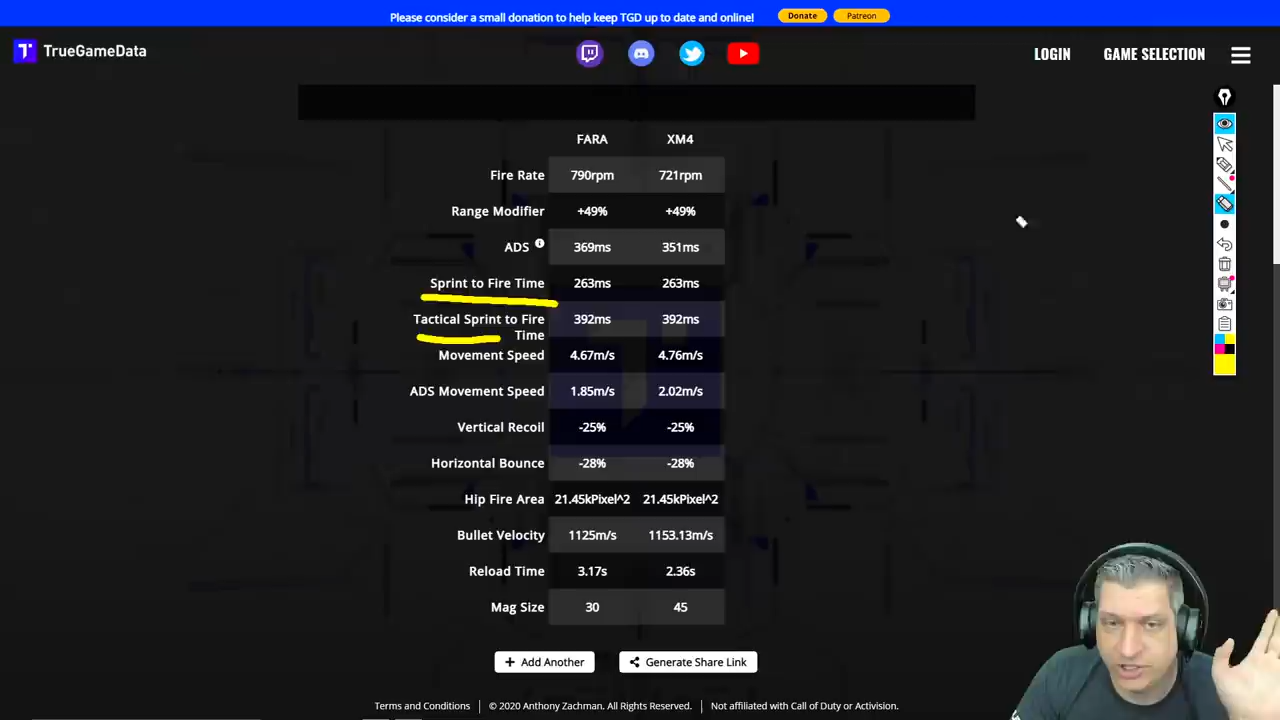 Please consider a small donation to help keep TGD up to date and online! Donate Patreon
TrueGameData LOGIN GAME SELECTION
FARA XM4
Fire Rate 790rpm 721rpm
Range Modifier +49% +49%
ADS 369ms 351ms
Sprint to Fire Time 263ms 263ms
Tactical Sprint to Fire 392ms 392ms
Time
Movement Speed 4.67m/s 4.76m/s
ADS Movement Speed 1.85m/s 2.02m/s
Vertical Recoil -25% -25%
Horizontal Bounce -28% -28%
Hip Fire Area 21.45kPixel^2 21.45kPixel^2
Bullet Velocity 1125m/s 1153.13m/s
Reload Time 3.17s 2.36s
Mag Size 30 45
+ Add Another Generate Share Link
Terms and Conditions | © 2020 Anthony Zachman. All Rights Reserved. | Not affiliated with Call of Duty or Activision.